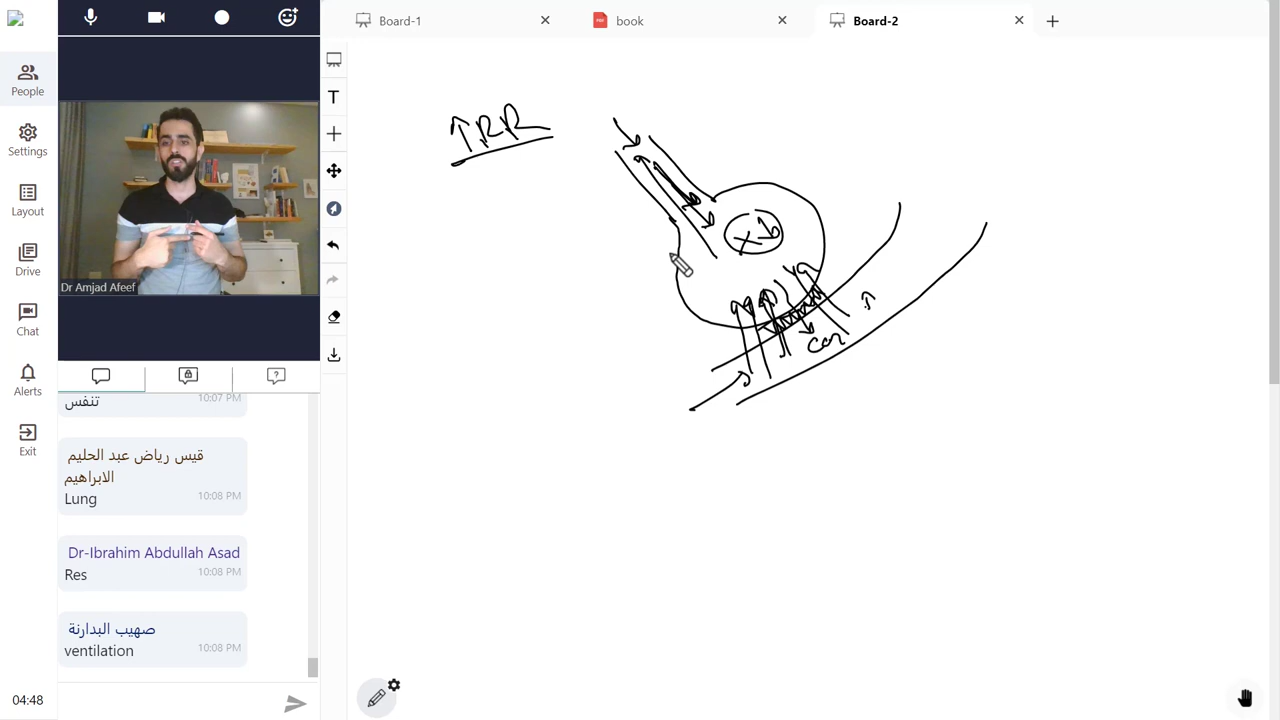 Board-1
book
Board-2
People
Settings
Layout
Drive
Chat
Alerts
Exit
04:48
T
↑RR
CO2
Dr Amjad Afeef
تنفس
10:07 PM
قيس رياض عبد الحليم
الابراهيم
Lung
10:08 PM
Dr-Ibrahim Abdullah Asad
Res
10:08 PM
صهيب البدارنة
ventilation
10:08 PM